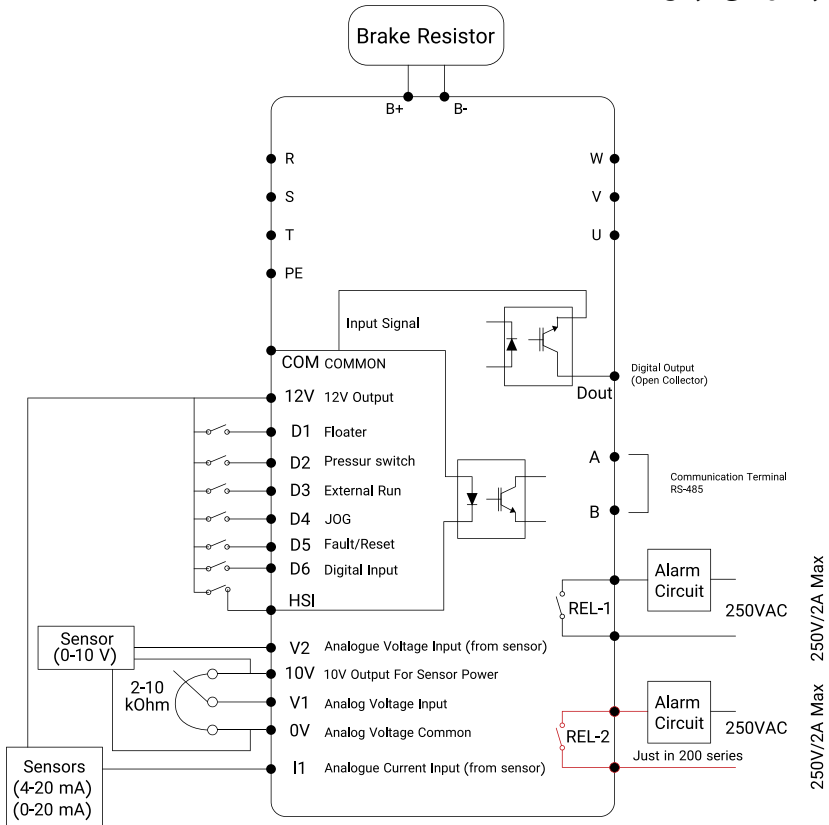 Brake Resistor
B+
B-
R
W
S
V
T
U
PE
Input Signal
COM COMMON
Digital Output
(Open Collector)
Dout
12V 12V Output
D1 Floater
D2 Pressur switch
D3 External Run
D4 JOG
D5 Fault/Reset
D6 Digital Input
HSI
A
B
Communication Terminal
RS-485
REL-1
Alarm
Circuit
250VAC
250V/2A Max
Sensor
(0-10 V)
V2 Analogue Voltage Input (from sensor)
10V 10V Output For Sensor Power
2-10
kOhm
V1 Analog Voltage Input
0V Analog Voltage Common
I1 Analogue Current Input (from sensor)
REL-2
Alarm
Circuit
250VAC
Just in 200 series
250V/2A Max
Sensors
(4-20 mA)
(0-20 mA)